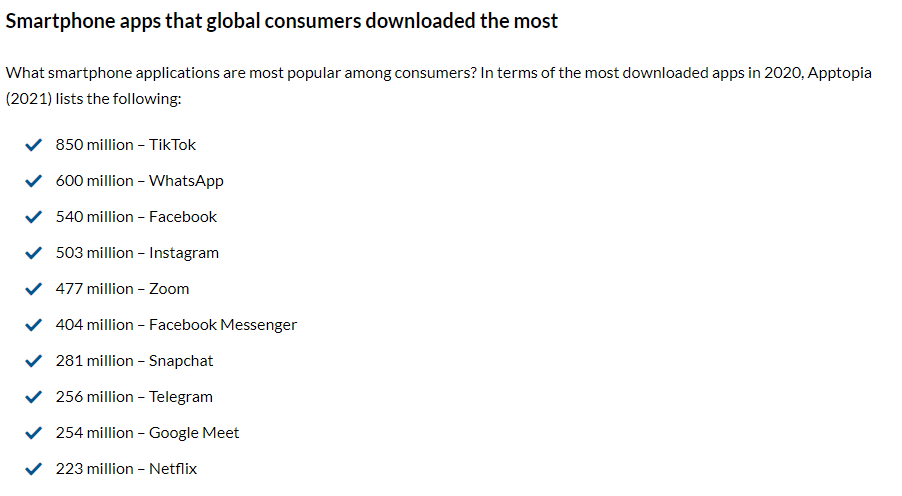 Smartphone apps that global consumers downloaded the most
What smartphone applications are most popular among consumers? In terms of the most downloaded apps in 2020, Apptopia
(2021) lists the following:
850 million – TikTok
600 million – WhatsApp
540 million – Facebook
503 million – Instagram
477 million – Zoom
404 million – Facebook Messenger
281 million – Snapchat
256 million – Telegram
254 million – Google Meet
223 million – Netflix